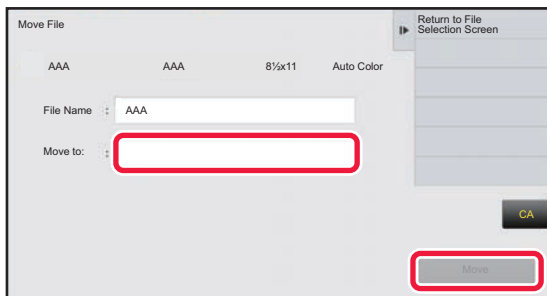 Move File
Return to File
Selection Screen
AAA AAA 8½x11 Auto Color
File Name : AAA
Move to: :
CA
Move